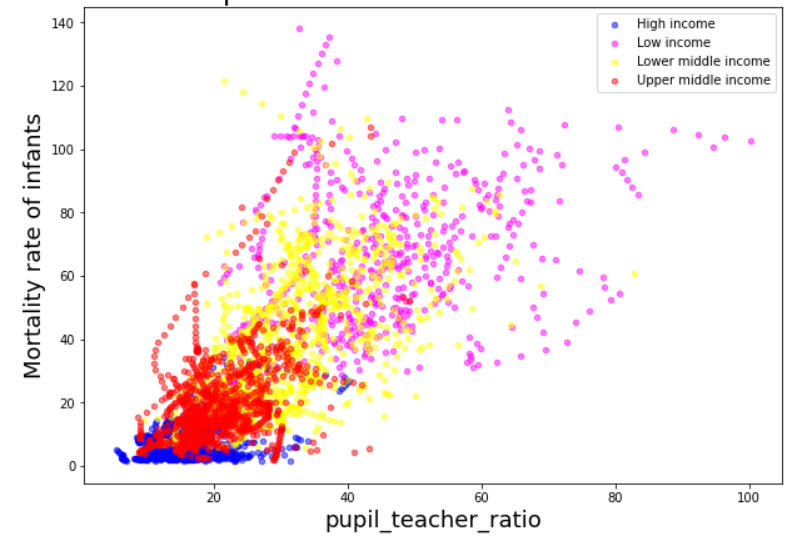 140
120
100
80
60
40
20
0
Mortality rate of infants
High income
Low income
Lower middle income
Upper middle income
20 40 60 80 100
pupil_teacher_ratio